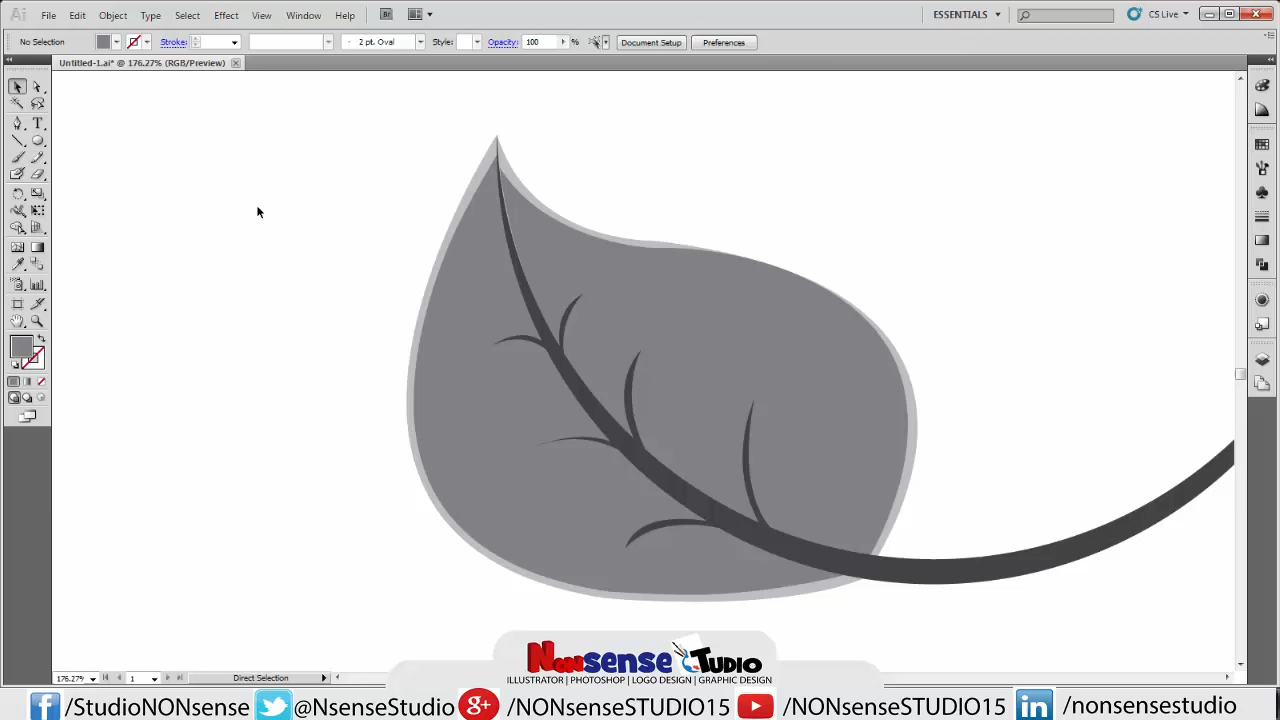 Ai File Edit Object Type Select Effect View Window Help Br ESSENTIALS CS Live
No Selection Stroke: 2 pt. Oval Style: Opacity: 100 % Document Setup Preferences
Untitled-1.ai* @ 176.27% (RGB/Preview)
T
176.27% 1 Direct Selection
NONsense STUDIO
ILLUSTRATOR | PHOTOSHOP | LOGO DESIGN | GRAPHIC DESIGN
f /StudioNONsense @NsenseStudio g+ /NONsenseSTUDIO15 /NONsenseSTUDIO15 in /nonsensestudio